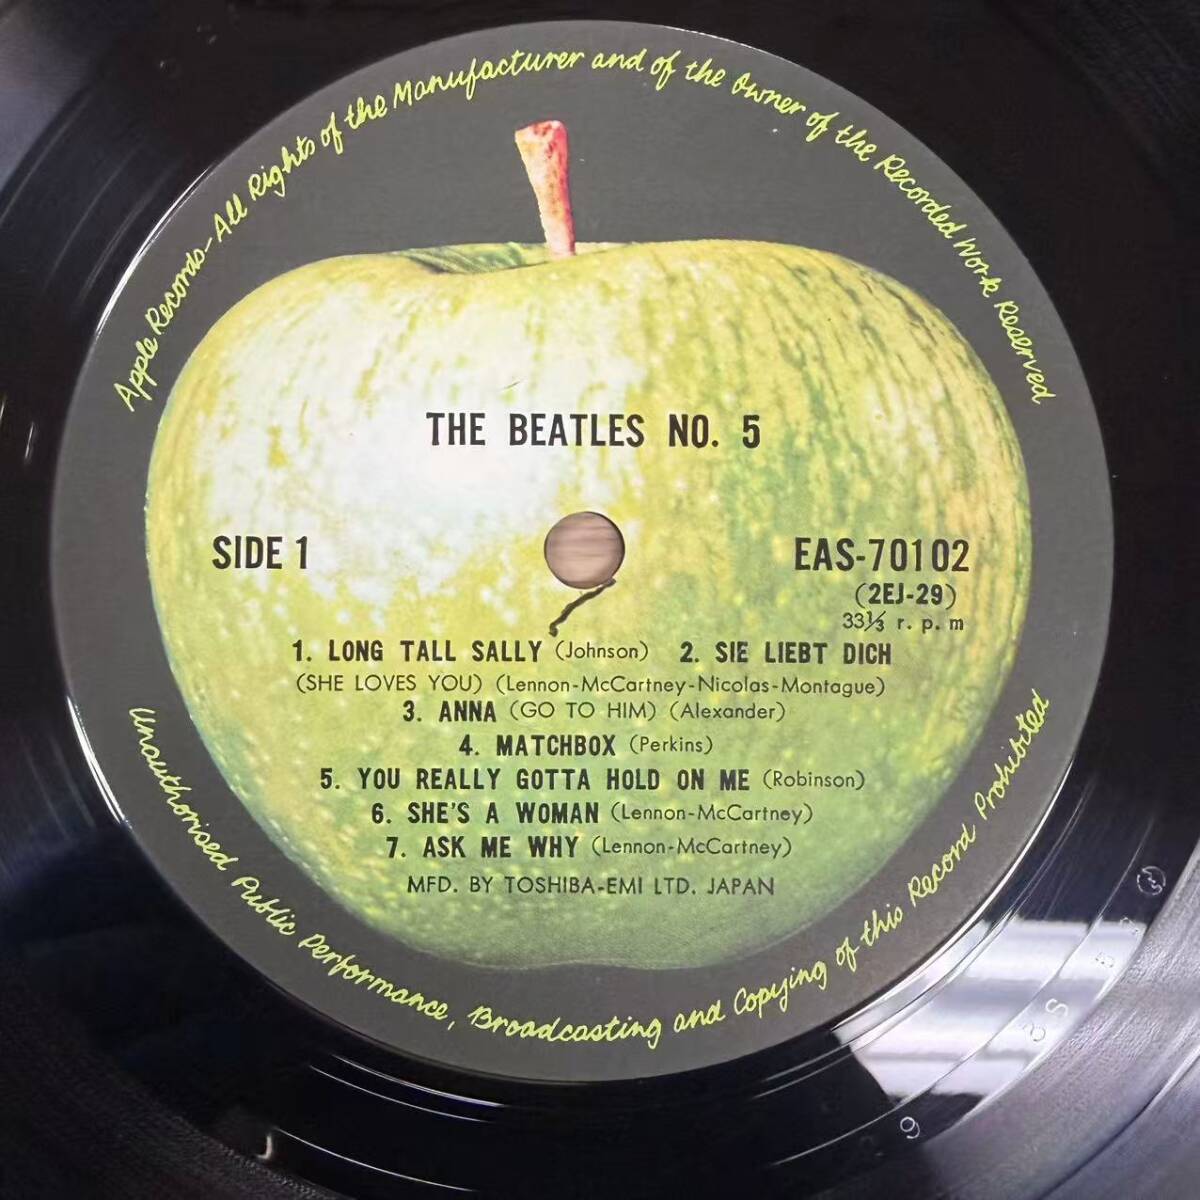 Apple Records-All Rights of the Manufacturer and of the Owner of the Recorded Work Reserved
THE BEATLES NO. 5
SIDE 1
EAS-70102
(2EJ-29)
33⅓ r. p. m
1. LONG TALL SALLY (Johnson) 2. SIE LIEBT DICH
(SHE LOVES YOU) (Lennon-McCartney-Nicolas-Montague)
3. ANNA (GO TO HIM) (Alexander)
4. MATCHBOX (Perkins)
5. YOU REALLY GOTTA HOLD ON ME (Robinson)
6. SHE'S A WOMAN (Lennon-McCartney)
7. ASK ME WHY (Lennon-McCartney)
MFD. BY TOSHIBA-EMI LTD. JAPAN
Unauthorised Public Performance, Broadcasting and Copying of this Record Prohibited